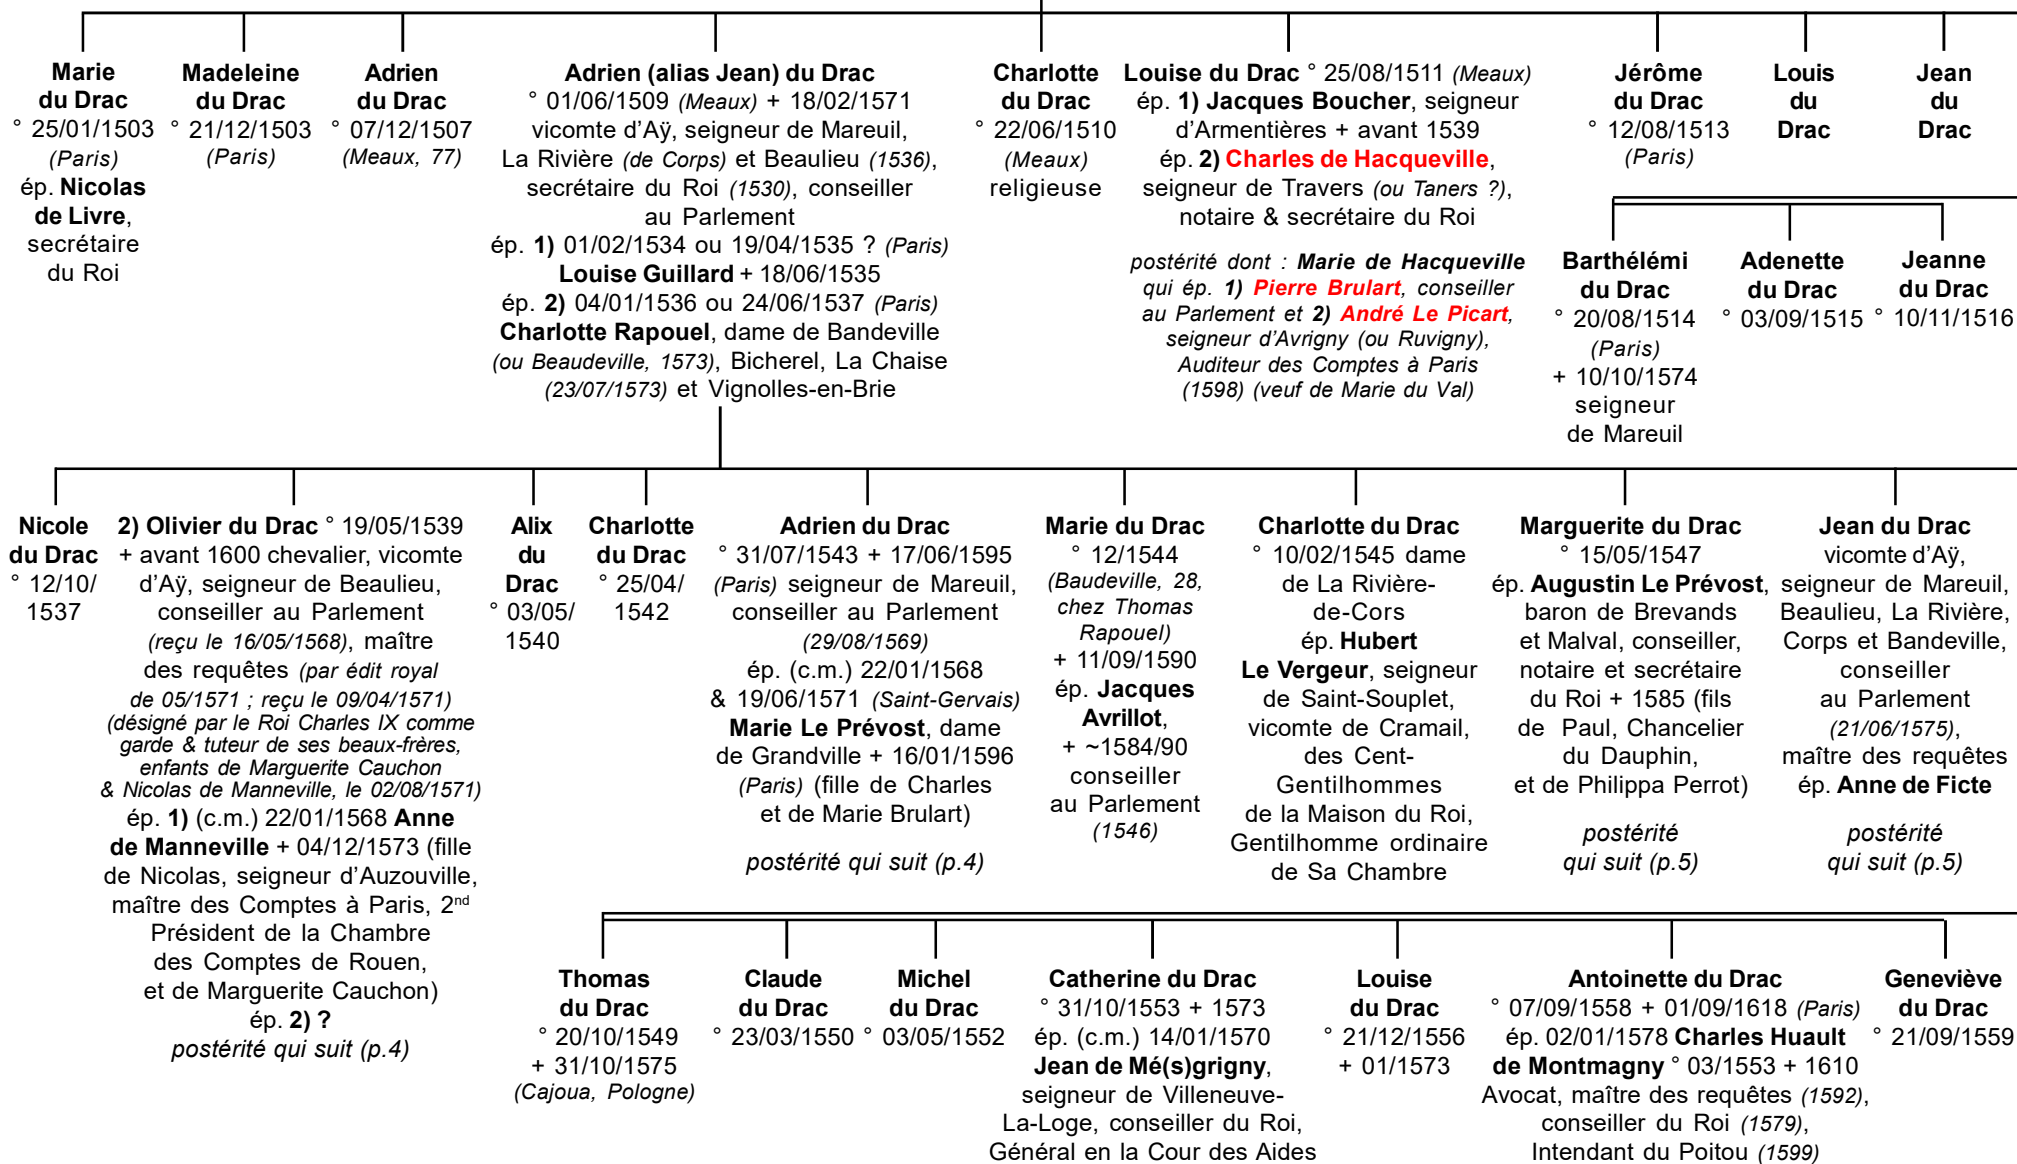 Marie
du Drac
° 25/01/1503
(Paris)
ép. Nicolas
de Livre,
secrétaire
du Roi
Madeleine
du Drac
° 21/12/1503
(Paris)
Adrien
du Drac
° 07/12/1507
(Meaux, 77)
Adrien (alias Jean) du Drac
° 01/06/1509 (Meaux) + 18/02/1571
vicomte d'Aÿ, seigneur de Mareuil,
La Rivière (de Corps) et Beaulieu (1536),
secrétaire du Roi (1530), conseiller
au Parlement
ép. 1) 01/02/1534 ou 19/04/1535 ? (Paris)
Louise Guillard + 18/06/1535
ép. 2) 04/01/1536 ou 24/06/1537 (Paris)
Charlotte Rapouel, dame de Bandeville
(ou Beaudeville, 1573), Bicherel, La Chaise
(23/07/1573) et Vignolles-en-Brie
Charlotte
du Drac
° 22/06/1510
(Meaux)
religieuse
Louise du Drac ° 25/08/1511 (Meaux)
ép. 1) Jacques Boucher, seigneur
d'Armentières + avant 1539
ép. 2) Charles de Hacqueville,
seigneur de Travers (ou Taners ?),
notaire & secrétaire du Roi
postérité dont : Marie de Hacqueville
qui ép. 1) Pierre Brulart, conseiller
au Parlement et 2) André Le Picart,
seigneur d'Avrigny (ou Ruvigny),
Auditeur des Comptes à Paris
(1598) (veuf de Marie du Val)
Jérôme
du Drac
° 12/08/1513
(Paris)
Louis
du
Drac
Jean
du
Drac
Barthélémi
du Drac
° 20/08/1514
(Paris)
+ 10/10/1574
seigneur
de Mareuil
Adenette
du Drac
° 03/09/1515
Jeanne
du Drac
° 10/11/1516
Nicole
du Drac
° 12/10/
1537
2) Olivier du Drac ° 19/05/1539
+ avant 1600 chevalier, vicomte
d'Aÿ, seigneur de Beaulieu,
conseiller au Parlement
(reçu le 16/05/1568), maître
des requêtes (par édit royal
de 05/1571 ; reçu le 09/04/1571)
(désigné par le Roi Charles IX comme
garde & tuteur de ses beaux-frères,
enfants de Marguerite Cauchon
& Nicolas de Manneville, le 02/08/1571)
ép. 1) (c.m.) 22/01/1568 Anne
de Manneville + 04/12/1573 (fille
de Nicolas, seigneur d'Auzouville,
maître des Comptes à Paris, 2nd
Président de la Chambre
des Comptes de Rouen,
et de Marguerite Cauchon)
ép. 2) ?
postérité qui suit (p.4)
Alix
du
Drac
° 03/05/
1540
Charlotte
du Drac
° 25/04/
1542
Adrien du Drac
° 31/07/1543 + 17/06/1595
(Paris) seigneur de Mareuil,
conseiller au Parlement
(29/08/1569)
ép. (c.m.) 22/01/1568
& 19/06/1571 (Saint-Gervais)
Marie Le Prévost, dame
de Grandville + 16/01/1596
(Paris) (fille de Charles
et de Marie Brulart)
postérité qui suit (p.4)
Marie du Drac
° 12/1544
(Baudeville, 28,
chez Thomas
Rapouel)
+ 11/09/1590
ép. Jacques
Avrillot,
+ ~1584/90
conseiller
au Parlement
(1546)
Charlotte du Drac
° 10/02/1545 dame
de La Rivière-
de-Cors
ép. Hubert
Le Vergeur, seigneur
de Saint-Souplet,
vicomte de Cramail,
des Cent-
Gentilhommes
de la Maison du Roi,
Gentilhomme ordinaire
de Sa Chambre
Marguerite du Drac
° 15/05/1547
ép. Augustin Le Prévost,
baron de Brevands
et Malval, conseiller,
notaire et secrétaire
du Roi + 1585 (fils
de Paul, Chancelier
du Dauphin,
et de Philippa Perrot)
postérité
qui suit (p.5)
Jean du Drac
vicomte d'Aÿ,
seigneur de Mareuil,
Beaulieu, La Rivière,
Corps et Bandeville,
conseiller
au Parlement
(21/06/1575),
maître des requêtes
ép. Anne de Ficte
postérité
qui suit (p.5)
Thomas
du Drac
° 20/10/1549
+ 31/10/1575
(Cajoua, Pologne)
Claude
du Drac
° 23/03/1550
Michel
du Drac
° 03/05/1552
Catherine du Drac
° 31/10/1553 + 1573
ép. (c.m.) 14/01/1570
Jean de Mé(s)grigny,
seigneur de Villeneuve-
La-Loge, conseiller du Roi,
Général en la Cour des Aides
Louise
du Drac
° 21/12/1556
+ 01/1573
Antoinette du Drac
° 07/09/1558 + 01/09/1618 (Paris)
ép. 02/01/1578 Charles Huault
de Montmagny ° 03/1553 + 1610
Avocat, maître des requêtes (1592),
conseiller du Roi (1579),
Intendant du Poitou (1599)
Geneviève
du Drac
° 21/09/1559